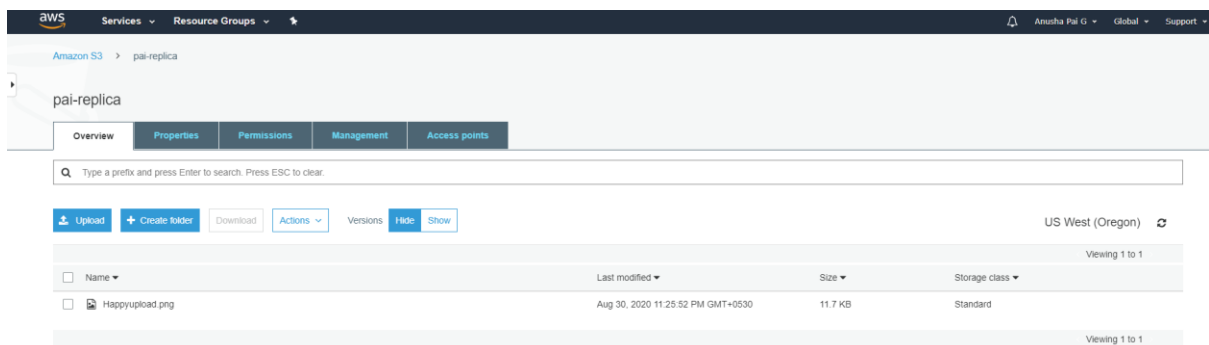 aws Services Resource Groups Anusha Pai G Global Support
Amazon S3 > pai-replica
pai-replica
Overview Properties Permissions Management Access points
Type a prefix and press Enter to search. Press ESC to clear.
Upload + Create folder Download Actions Versions Hide Show US West (Oregon)
Viewing 1 to 1
Name Last modified Size Storage class
Happyupload.png Aug 30, 2020 11:25:52 PM GMT+0530 11.7 KB Standard
Viewing 1 to 1